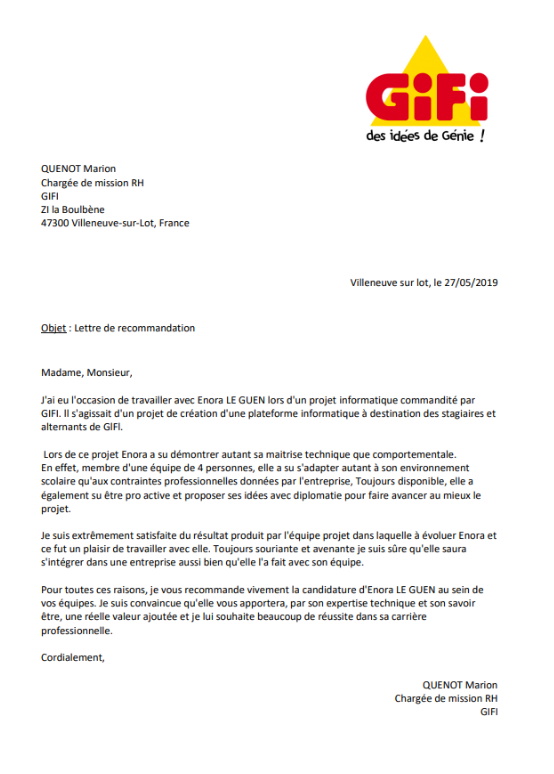 GiFi
des idées de Génie !
QUENOT Marion
Chargée de mission RH
GIFI
ZI la Boulbène
47300 Villeneuve-sur-Lot, France
Villeneuve sur lot, le 27/05/2019
Objet : Lettre de recommandation
Madame, Monsieur,
J'ai eu l'occasion de travailler avec Enora LE GUEN lors d'un projet informatique commandité par
GIFI. Il s'agissait d'un projet de création d'une plateforme informatique à destination des stagiaires et
alternants de GIFI.
Lors de ce projet Enora a su démontrer autant sa maitrise technique que comportementale.
En effet, membre d'une équipe de 4 personnes, elle a su s'adapter autant à son environnement
scolaire qu'aux contraintes professionnelles données par l'entreprise, Toujours disponible, elle a
également su être pro active et proposer ses idées avec diplomatie pour faire avancer au mieux le
projet.
Je suis extrêmement satisfaite du résultat produit par l'équipe projet dans laquelle à évoluer Enora et
ce fut un plaisir de travailler avec elle. Toujours souriante et avenante je suis sûre qu'elle saura
s'intégrer dans une entreprise aussi bien qu'elle l'a fait avec son équipe.
Pour toutes ces raisons, je vous recommande vivement la candidature d'Enora LE GUEN au sein de
vos équipes. Je suis convaincue qu'elle vous apportera, par son expertise technique et son savoir
être, une réelle valeur ajoutée et je lui souhaite beaucoup de réussite dans sa carrière
professionnelle.
Cordialement,
QUENOT Marion
Chargée de mission RH
GIFI